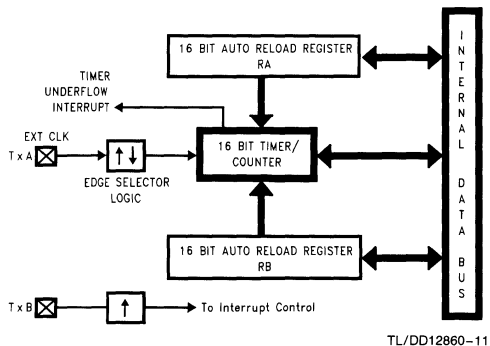 16 BIT AUTO RELOAD REGISTER
RA
TIMER
UNDERFLOW
INTERRUPT
EXT CLK
TxA
EDGE SELECTOR
LOGIC
16 BIT TIMER/
COUNTER
16 BIT AUTO RELOAD REGISTER
RB
TxB
To Interrupt Control
INTERNAL DATA BUS
TL/DD12860-11